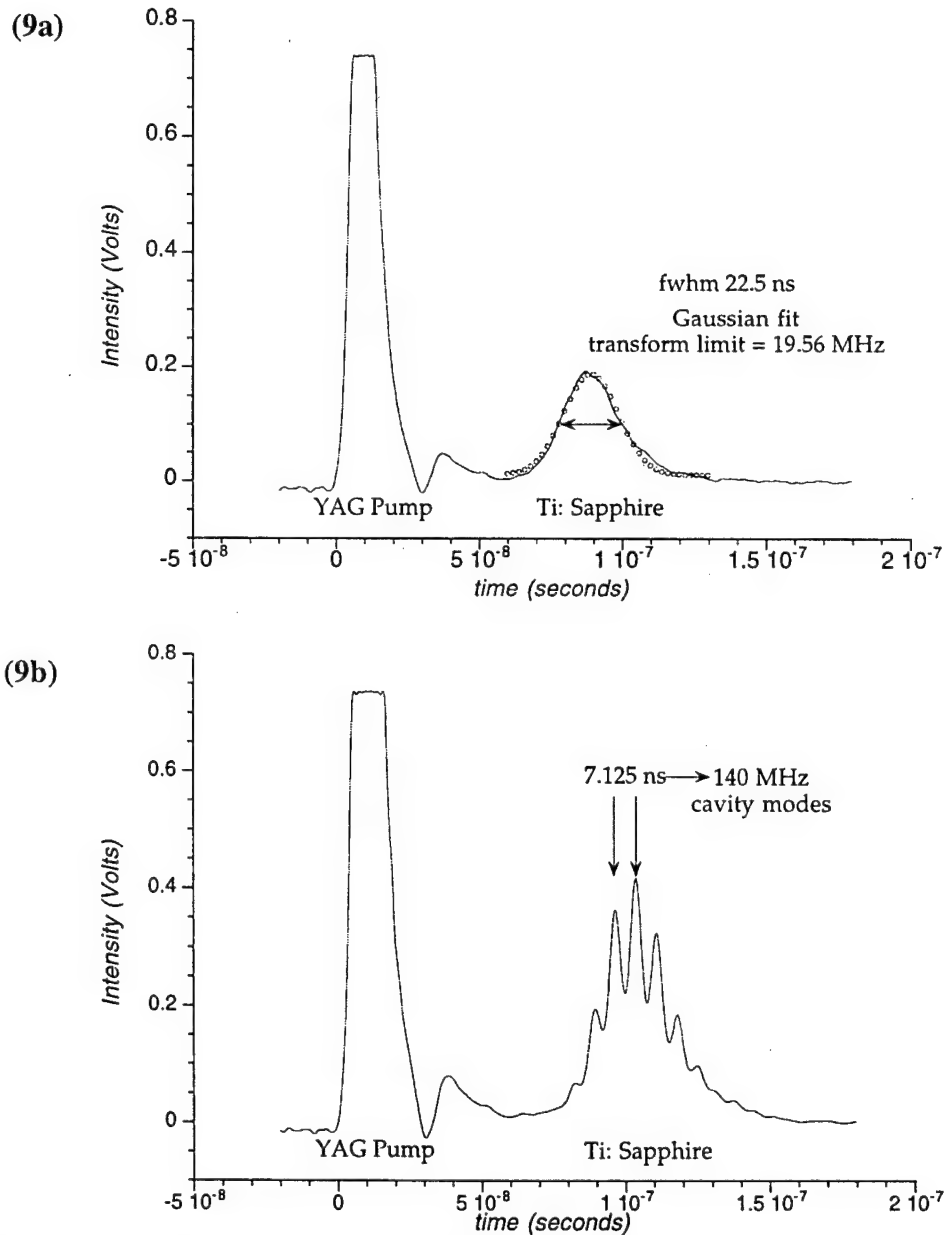 (9a)
0.8
0.6
0.4
0.2
0
Intensity (Volts)
fwhm 22.5 ns
Gaussian fit
transform limit = 19.56 MHz
YAG Pump
Ti: Sapphire
-5 10⁻⁸
0
5 10⁻⁸
1 10⁻⁷
1.5 10⁻⁷
2 10⁻⁷
time (seconds)
(9b)
0.8
0.6
0.4
0.2
0
Intensity (Volts)
7.125 ns → 140 MHz
cavity modes
YAG Pump
Ti: Sapphire
-5 10⁻⁸
0
5 10⁻⁸
1 10⁻⁷
1.5 10⁻⁷
2 10⁻⁷
time (seconds)